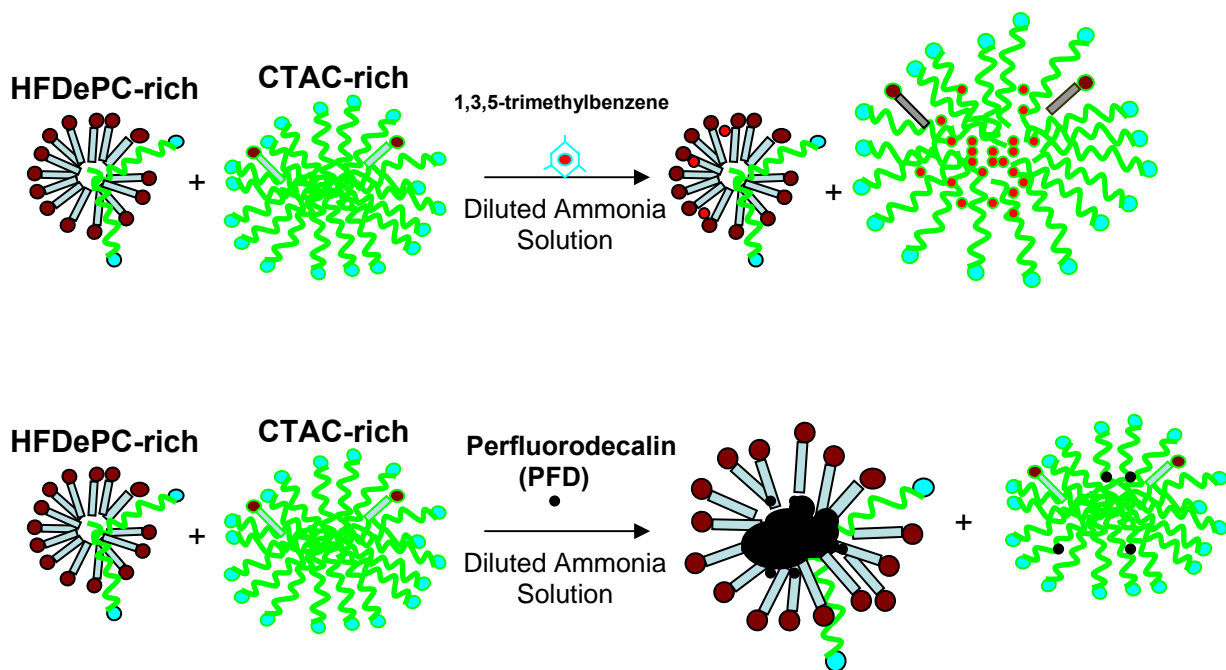 HFDePC-rich
CTAC-rich
+
1,3,5-trimethylbenzene
Diluted Ammonia
Solution
+
HFDePC-rich
CTAC-rich
+
Perfluorodecalin
(PFD)
Diluted Ammonia
Solution
+